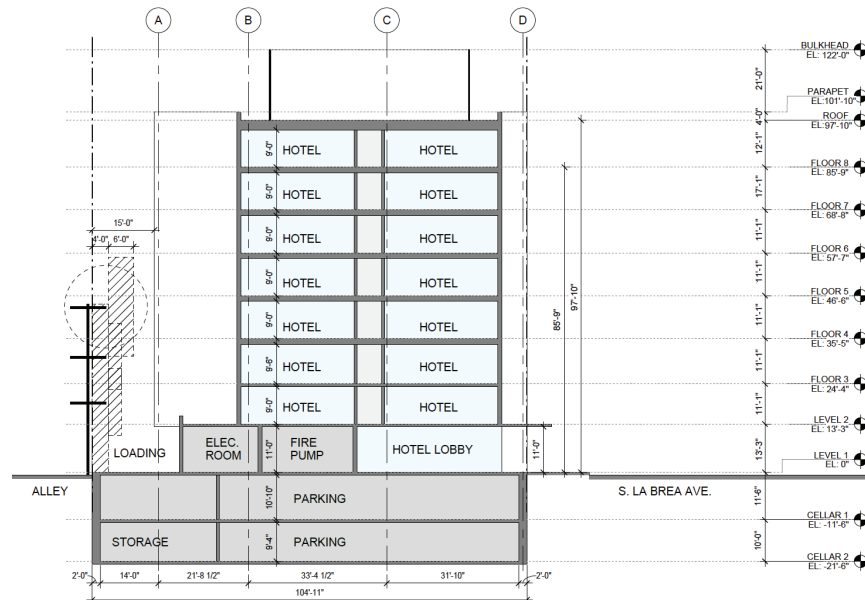 A B C D
BULKHEAD
EL: 122'-0"
21'-0"
PARAPET
EL:101'-10"
4'-0"
ROOF
EL:97'-10"
12'-1"
9'-0" HOTEL HOTEL
FLOOR 8
EL: 85'-9"
17'-1"
9'-0" HOTEL HOTEL
FLOOR 7
EL: 68'-8"
11'-1"
15'-0"
4'-0" 6'-0"
9'-0" HOTEL HOTEL
FLOOR 6
EL: 57'-7"
11'-1"
9'-0" HOTEL HOTEL
97'-10"
FLOOR 5
EL: 46'-6"
11'-1"
9'-0" HOTEL HOTEL
85'-9"
FLOOR 4
EL: 35'-5"
11'-1"
9'-6" HOTEL HOTEL
FLOOR 3
EL: 24'-4"
11'-1"
9'-0" HOTEL HOTEL
LEVEL 2
EL: 13'-3"
13'-3"
LOADING
ELEC.
ROOM
11'-0"
FIRE
PUMP
HOTEL LOBBY
11'-0"
LEVEL 1
EL: 0"
ALLEY
10'-10"
PARKING
S. LA BREA AVE.
11'-6"
CELLAR 1
EL: -11'-6"
STORAGE
9'-4"
PARKING
10'-0"
CELLAR 2
EL: -21'-6"
2'-0" 14'-0" 21'-8 1/2" 33'-4 1/2" 31'-10" 2'-0"
104'-11"